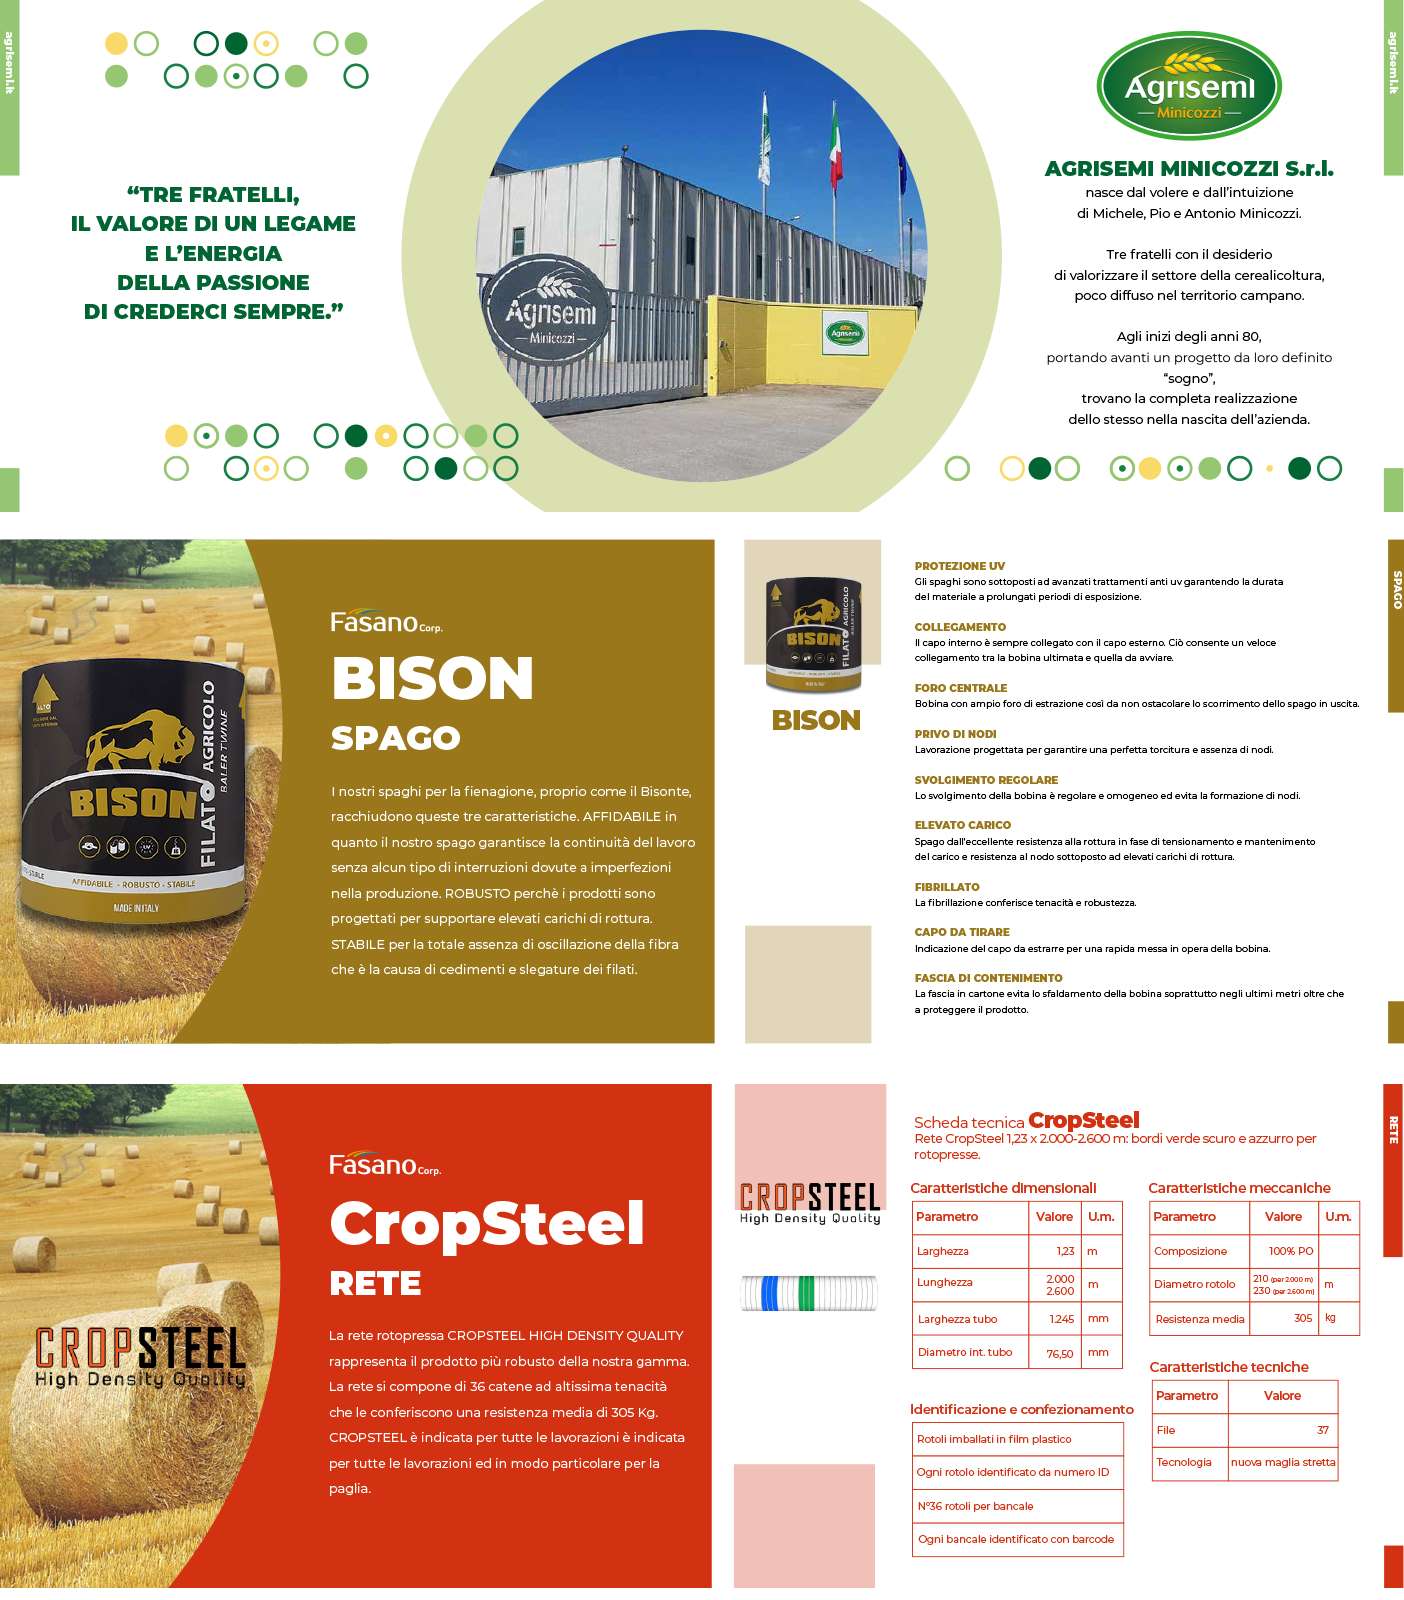 agrisemi.it
“TRE FRATELLI,
IL VALORE DI UN LEGAME
E L’ENERGIA
DELLA PASSIONE
DI CREDERCI SEMPRE.”
Agrisemi
Minicozzi
Agrisemi
agrisemi.it
Agrisemi
Minicozzi
AGRISEMI MINICOZZI S.r.l.
nasce dal volere e dall’intuizione
di Michele, Pio e Antonio Minicozzi.
Tre fratelli con il desiderio
di valorizzare il settore della cerealicoltura,
poco diffuso nel territorio campano.
Agli inizi degli anni 80,
portando avanti un progetto da loro definito
“sogno”,
trovano la completa realizzazione
dello stesso nella nascita dell’azienda.
ALTO
BISON
FILATO AGRICOLO
BALER TWINE
UV
AFFIDABILE - ROBUSTO - STABILE
MADE IN ITALY
Fasano Corp.
BISON
SPAGO
I nostri spaghi per la fienagione, proprio come il Bisonte,
racchiudono queste tre caratteristiche. AFFIDABILE in
quanto il nostro spago garantisce la continuità del lavoro
senza alcun tipo di interruzioni dovute a imperfezioni
nella produzione. ROBUSTO perchè i prodotti sono
progettati per supportare elevati carichi di rottura.
STABILE per la totale assenza di oscillazione della fibra
che è la causa di cedimenti e slegature dei filati.
BISON
FILATO AGRICOLO
BALER TWINE
BISON
PROTEZIONE UV
Gli spaghi sono sottoposti ad avanzati trattamenti anti uv garantendo la durata
del materiale a prolungati periodi di esposizione.
COLLEGAMENTO
Il capo interno è sempre collegato con il capo esterno. Ciò consente un veloce
collegamento tra la bobina ultimata e quella da avviare.
FORO CENTRALE
Bobina con ampio foro di estrazione così da non ostacolare lo scorrimento dello spago in uscita.
PRIVO DI NODI
Lavorazione progettata per garantire una perfetta torcitura e assenza di nodi.
SVOLGIMENTO REGOLARE
Lo svolgimento della bobina è regolare e omogeneo ed evita la formazione di nodi.
ELEVATO CARICO
Spago dall’eccellente resistenza alla rottura in fase di tensionamento e mantenimento
del carico e resistenza al nodo sottoposto ad elevati carichi di rottura.
FIBRILLATO
La fibrillazione conferisce tenacità e robustezza.
CAPO DA TIRARE
Indicazione del capo da estrarre per una rapida messa in opera della bobina.
FASCIA DI CONTENIMENTO
La fascia in cartone evita lo sfaldamento della bobina soprattutto negli ultimi metri oltre che
a proteggere il prodotto.
SPAGO
CROPSTEEL
High Density Quality
Fasano Corp.
CropSteel
RETE
La rete rotopressa CROPSTEEL HIGH DENSITY QUALITY
rappresenta il prodotto più robusto della nostra gamma.
La rete si compone di 36 catene ad altissima tenacità
che le conferiscono una resistenza media di 305 Kg.
CROPSTEEL è indicata per tutte le lavorazioni è indicata
per tutte le lavorazioni ed in modo particolare per la
paglia.
CROPSTEEL
High Density Quality
Scheda tecnica CropSteel
Rete CropSteel 1,23 x 2.000-2.600 m: bordi verde scuro e azzurro per
rotopresse.
Caratteristiche dimensionali
Parametro Valore U.m.
Larghezza 1,23 m
Lunghezza 2.000 2.600 m
Larghezza tubo 1.245 mm
Diametro int. tubo 76,50 mm
Caratteristiche meccaniche
Parametro Valore U.m.
Composizione 100% PO
Diametro rotolo 210 (per 2.000 m) 230 (per 2.600 m) m
Resistenza media 305 kg
Identificazione e confezionamento
Rotoli imballati in film plastico
Ogni rotolo identificato da numero ID
N°36 rotoli per bancale
Ogni bancale identificato con barcode
Caratteristiche tecniche
Parametro Valore
File 37
Tecnologia nuova maglia stretta
RETE